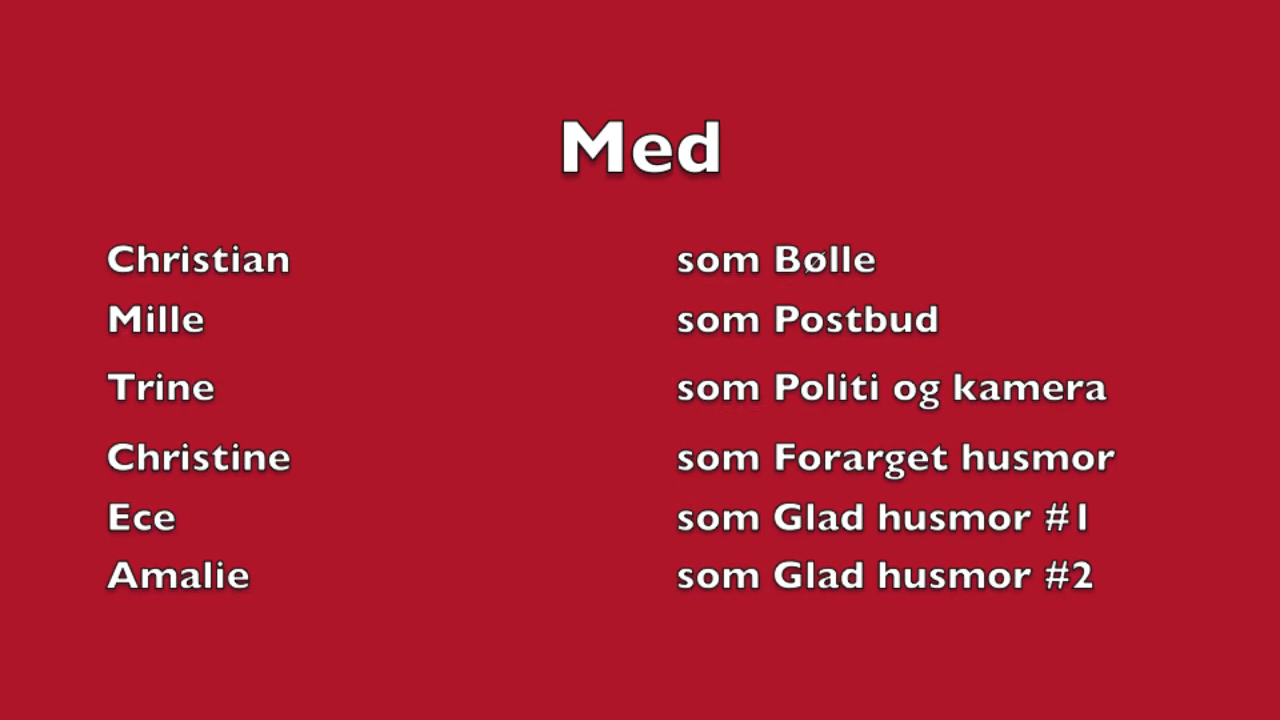 Med
Christian som Bølle
Mille som Postbud
Trine som Politi og kamera
Christine som Forarget husmor
Ece som Glad husmor #1
Amalie som Glad husmor #2